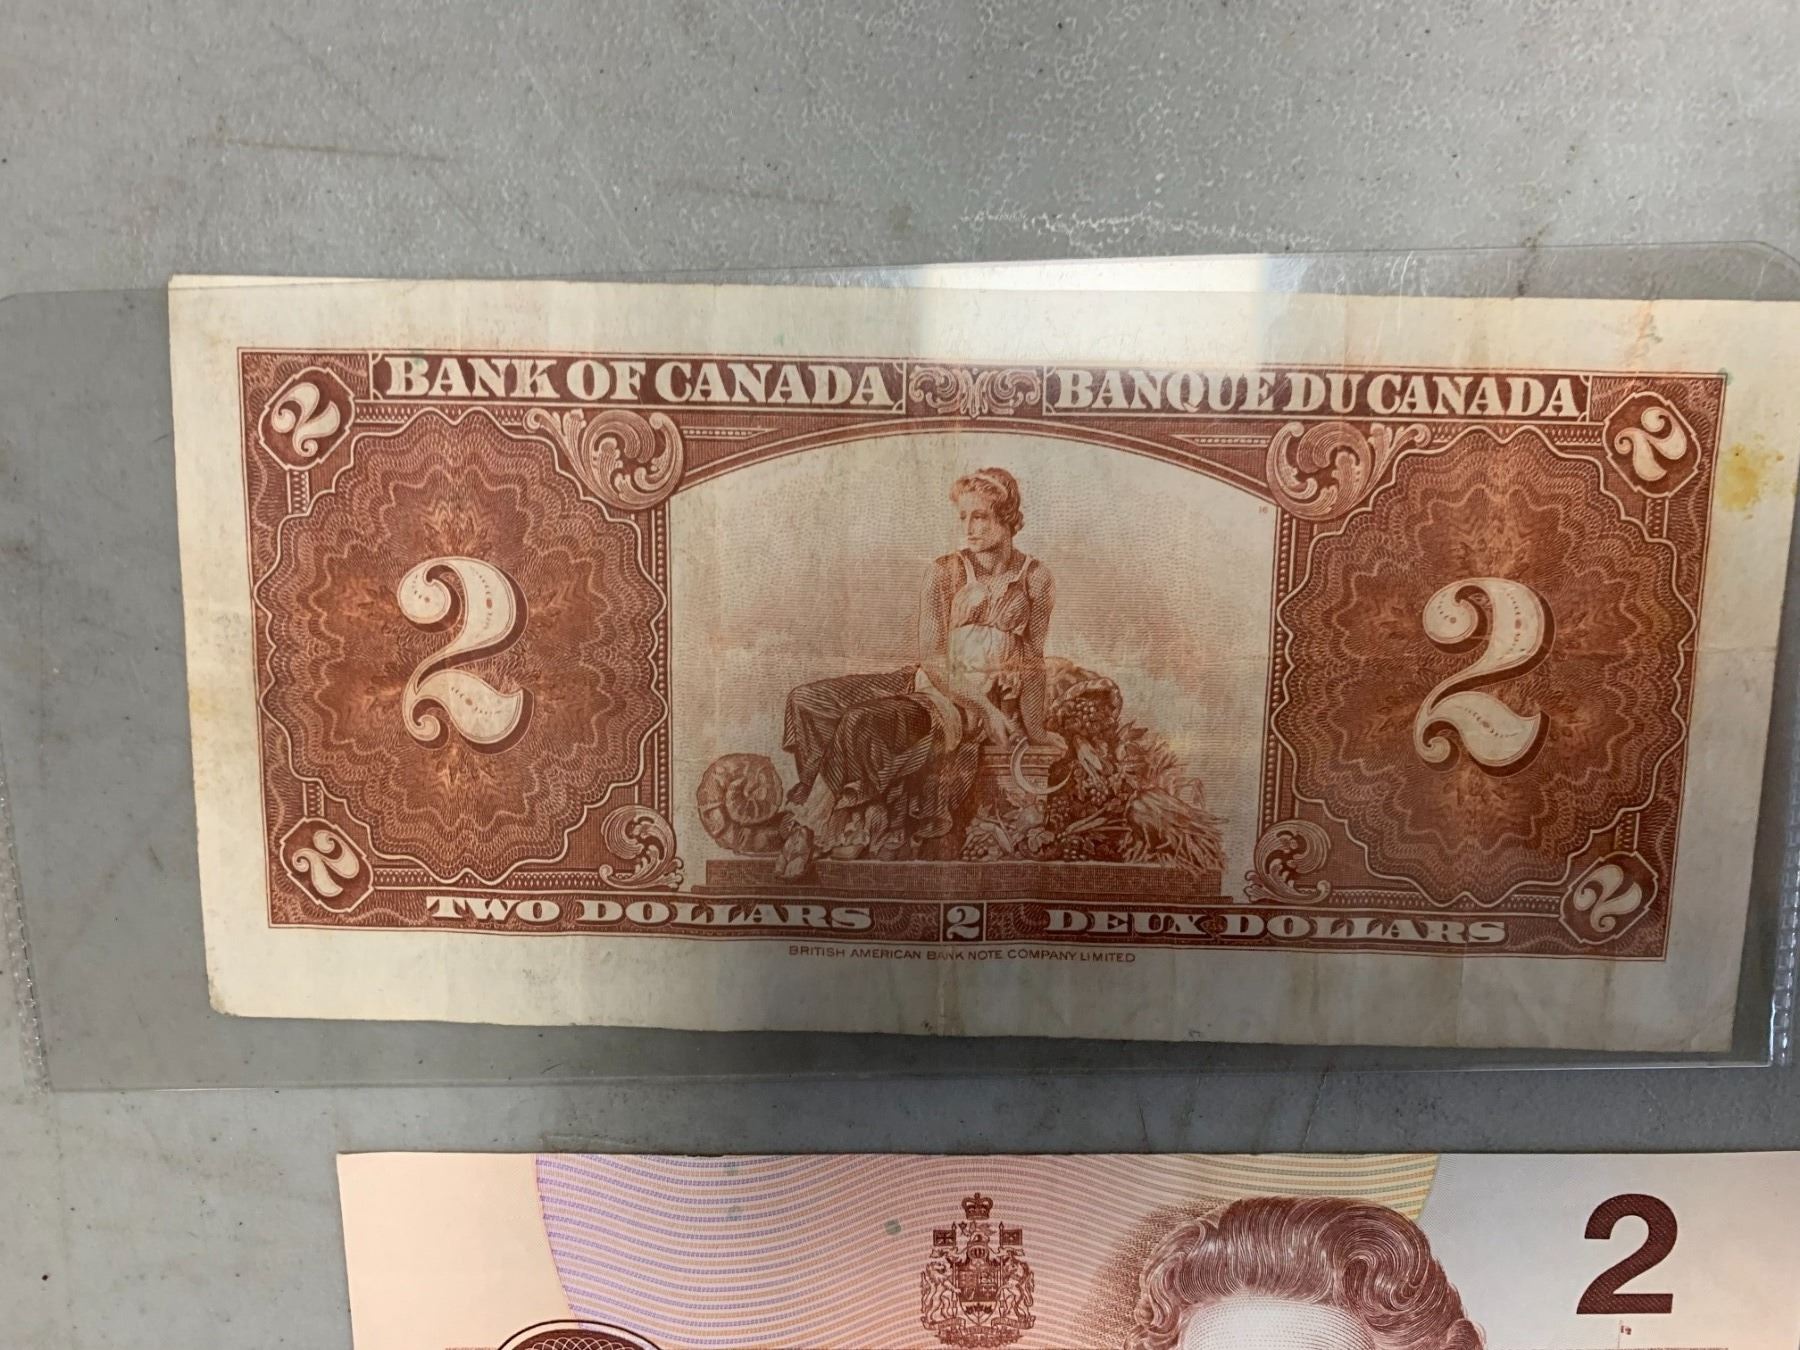 2 BANK OF CANADA BANQUE DU CANADA 2
16
2 2
2 TWO DOLLARS 2 DEUX DOLLARS 2
BRITISH AMERICAN BANK NOTE COMPANY LIMITED
2